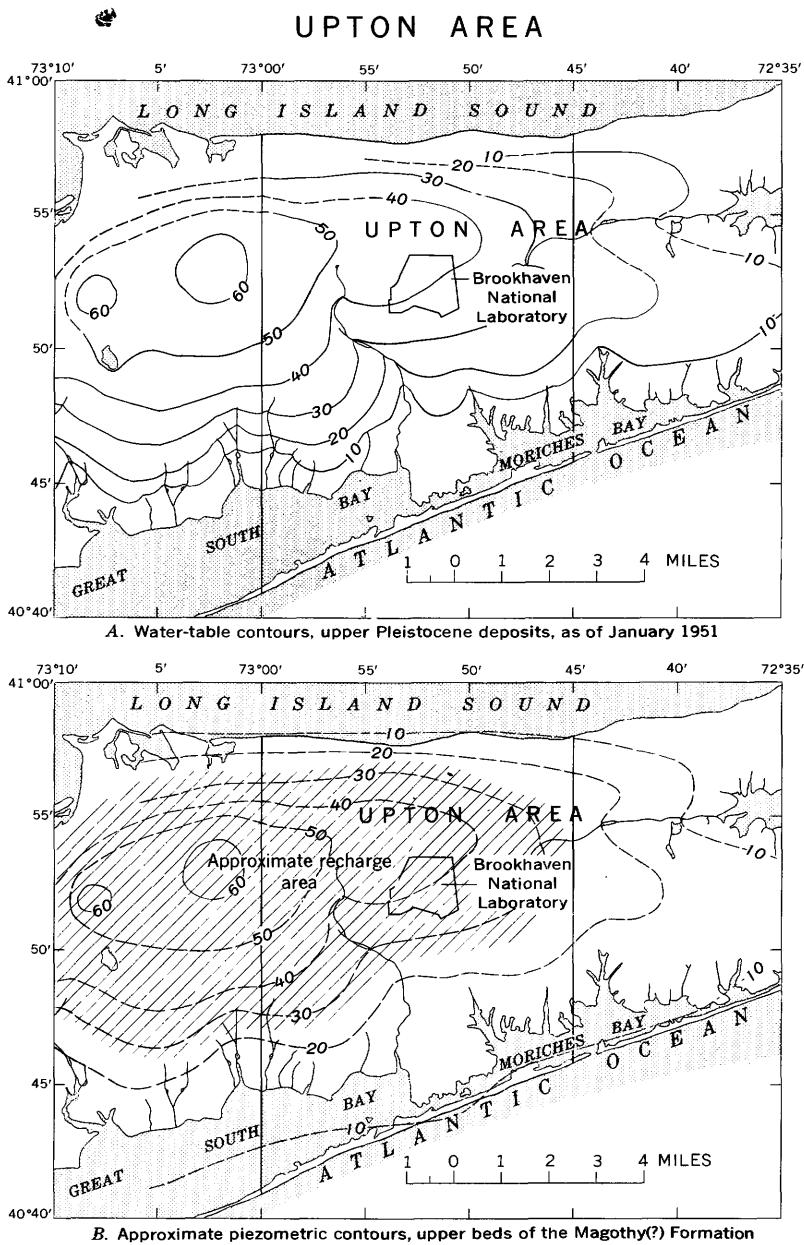 UPTON AREA
73°10′ 5′ 73°00′ 55′ 50′ 45′ 40′ 72°35′
41°00′
LONG ISLAND SOUND
10
20
30
40
55′
50
UPTON AREA
10
60
60
Brookhaven
National
Laboratory
10
50
50′
40
30
20
10
MORICHES BAY
45′
GREAT SOUTH BAY
ATLANTIC OCEAN
1 0 1 2 3 4 MILES
40°40′
A. Water-table contours, upper Pleistocene deposits, as of January 1951
73°10′ 5′ 73°00′ 55′ 50′ 45′ 40′ 72°35′
41°00′
LONG ISLAND SOUND
10
20
30
40
55′
UPTON AREA
50
10
Approximate recharge
area
60
60
Brookhaven
National
Laboratory
50
50′
10
40
30
20
MORICHES BAY
45′
GREAT SOUTH BAY
10
ATLANTIC OCEAN
1 0 1 2 3 4 MILES
40°40′
B. Approximate piezometric contours, upper beds of the Magothy(?) Formation